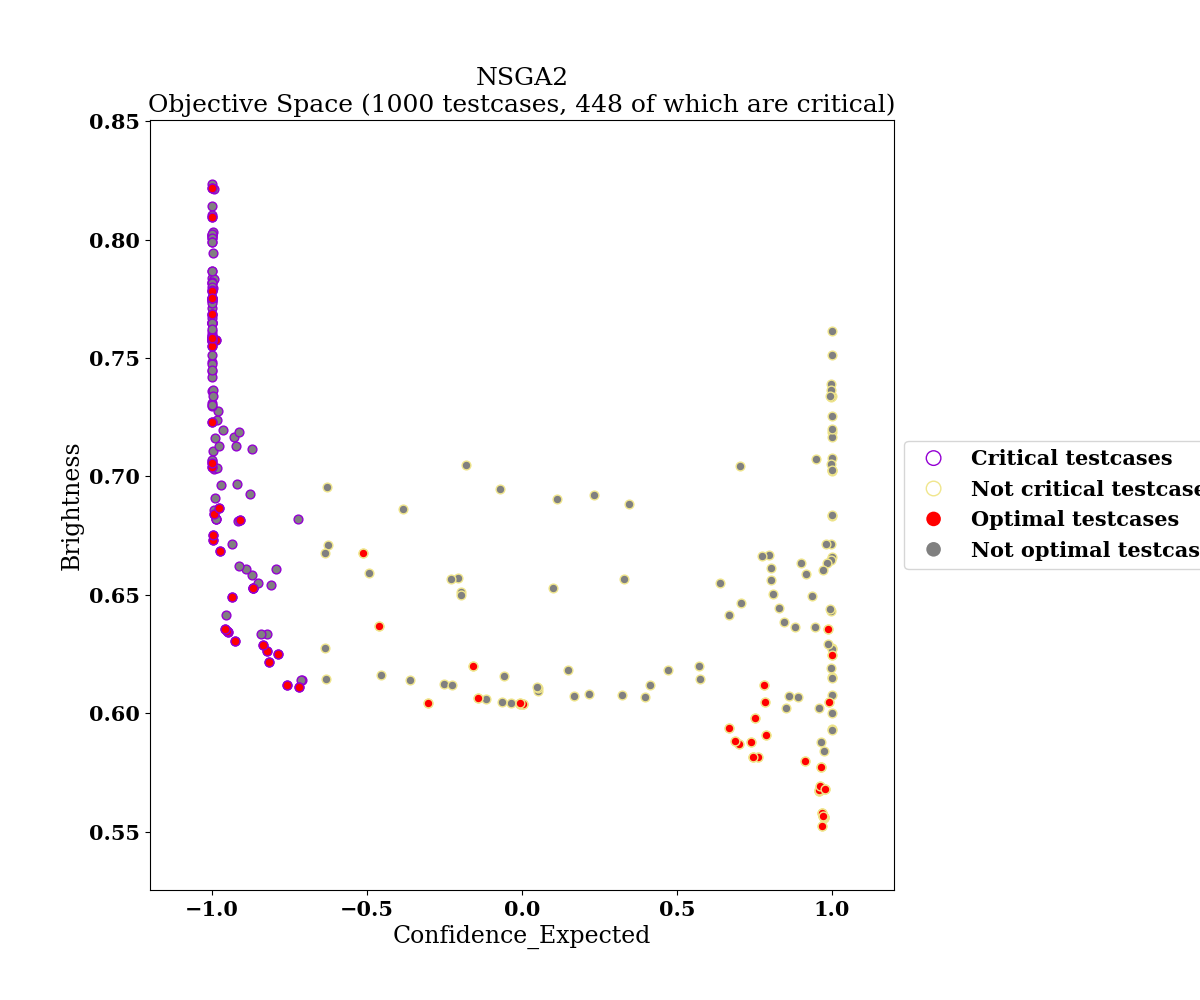 NSGA2
Objective Space (1000 testcases, 448 of which are critical)
0.85
0.80
0.75
0.70
0.65
0.60
0.55
Brightness
−1.0
−0.5
0.0
0.5
1.0
Confidence_Expected
Critical testcases
Not critical testcase
Optimal testcases
Not optimal testcas